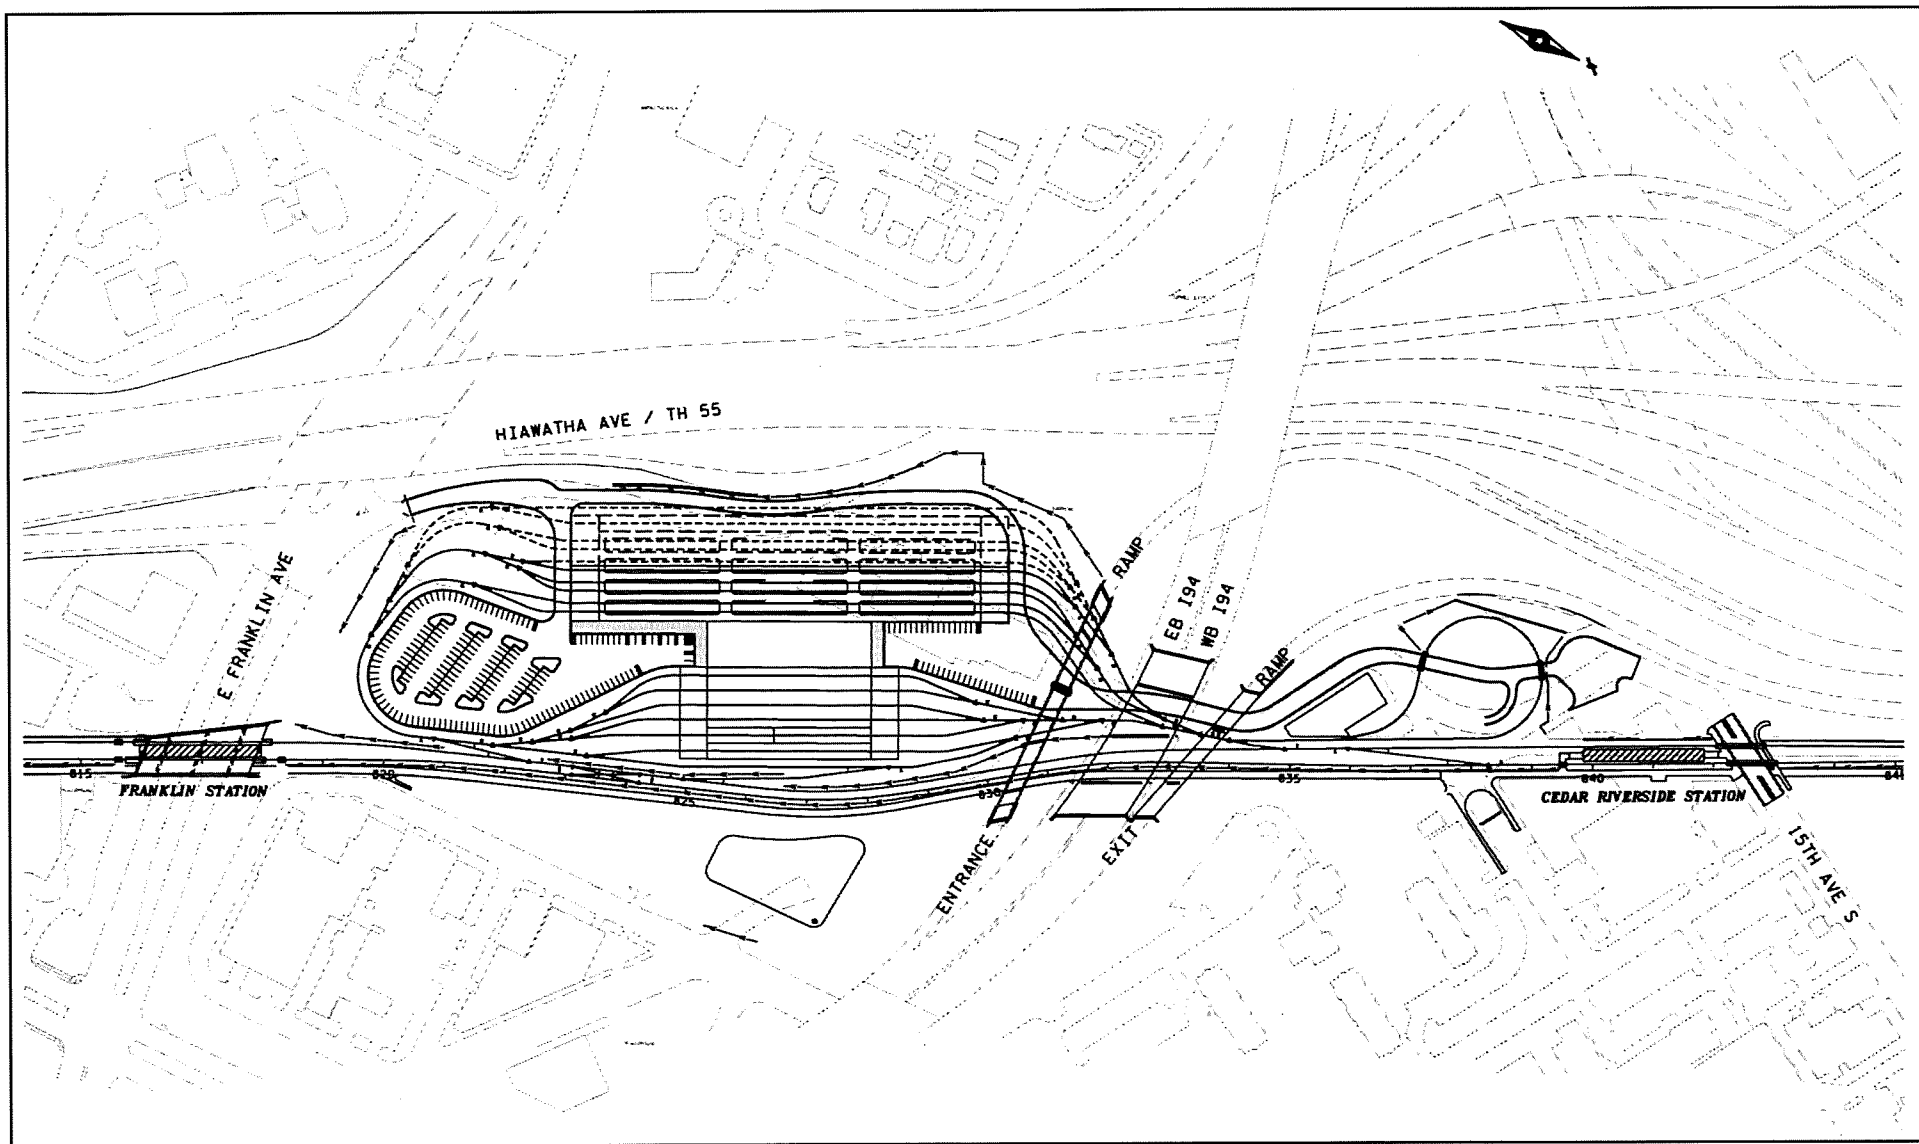 HIAWATHA AVE / TH 55
E FRANKLIN AVE
RAMP
EB I94
WB I94
RAMP
815
820
825
830
835
840
FRANKLIN STATION
CEDAR RIVERSIDE STATION
ENTRANCE
EXIT
15TH AVE S